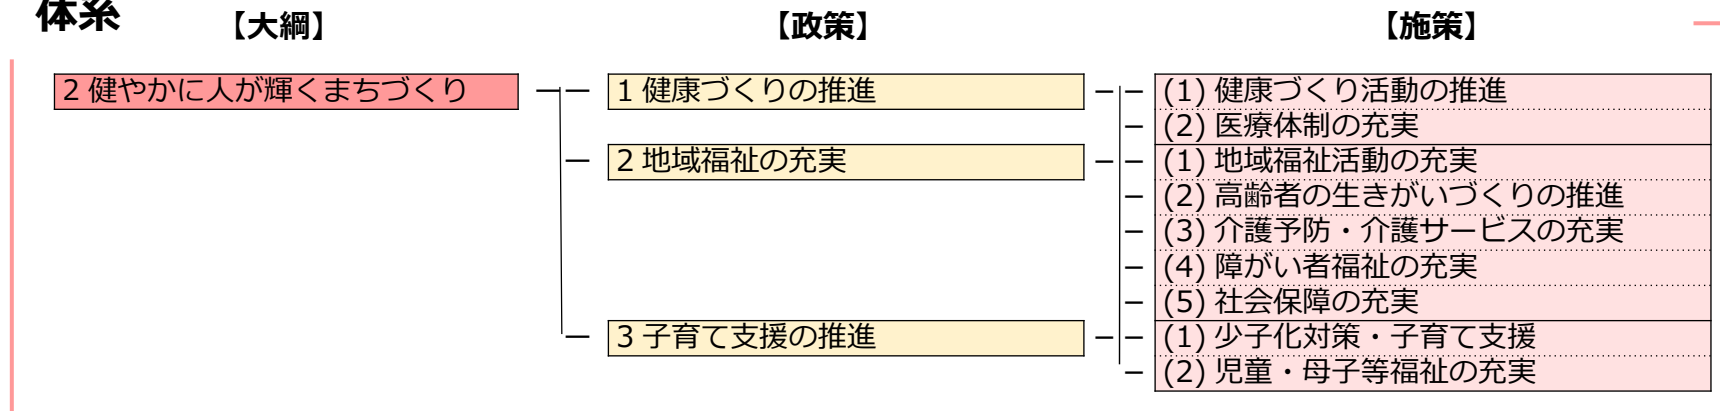 体系
【大綱】 【政策】 【施策】
2 健やかに人が輝くまちづくり 1 健康づくりの推進 (1) 健康づくり活動の推進
(2) 医療体制の充実
2 地域福祉の充実 (1) 地域福祉活動の充実
(2) 高齢者の生きがいづくりの推進
(3) 介護予防・介護サービスの充実
(4) 障がい者福祉の充実
(5) 社会保障の充実
3 子育て支援の推進 (1) 少子化対策・子育て支援
(2) 児童・母子等福祉の充実